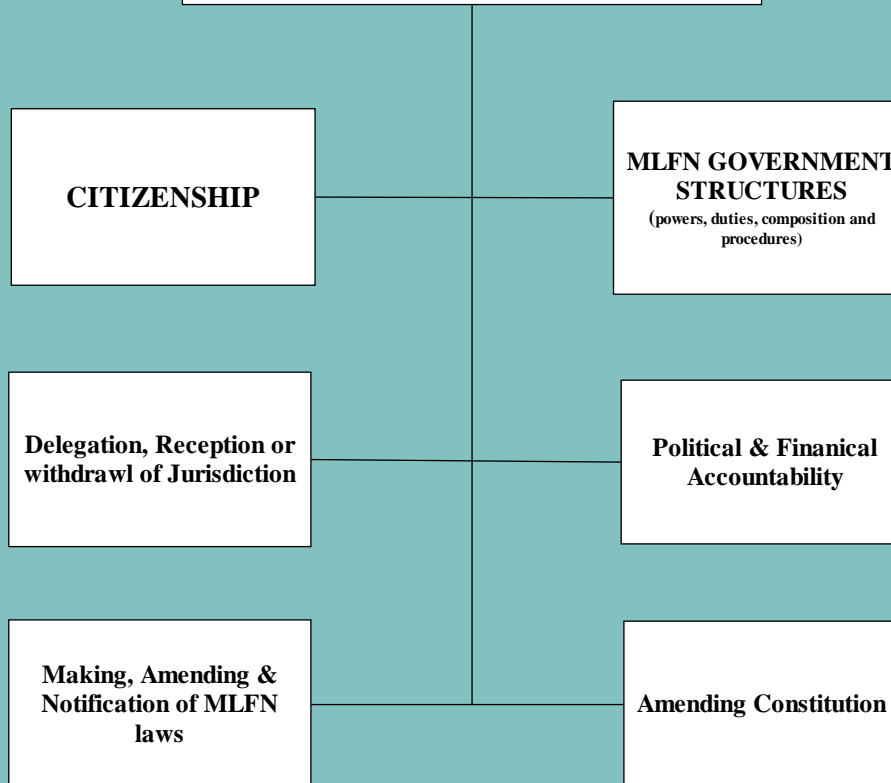 CITIZENSHIP
MLFN GOVERNMENT
STRUCTURES
(powers, duties, composition and
procedures)
Delegation, Reception or
withdrawl of Jurisdiction
Political & Finanical
Accountability
Making, Amending &
Notification of MLFN
laws
Amending Constitution